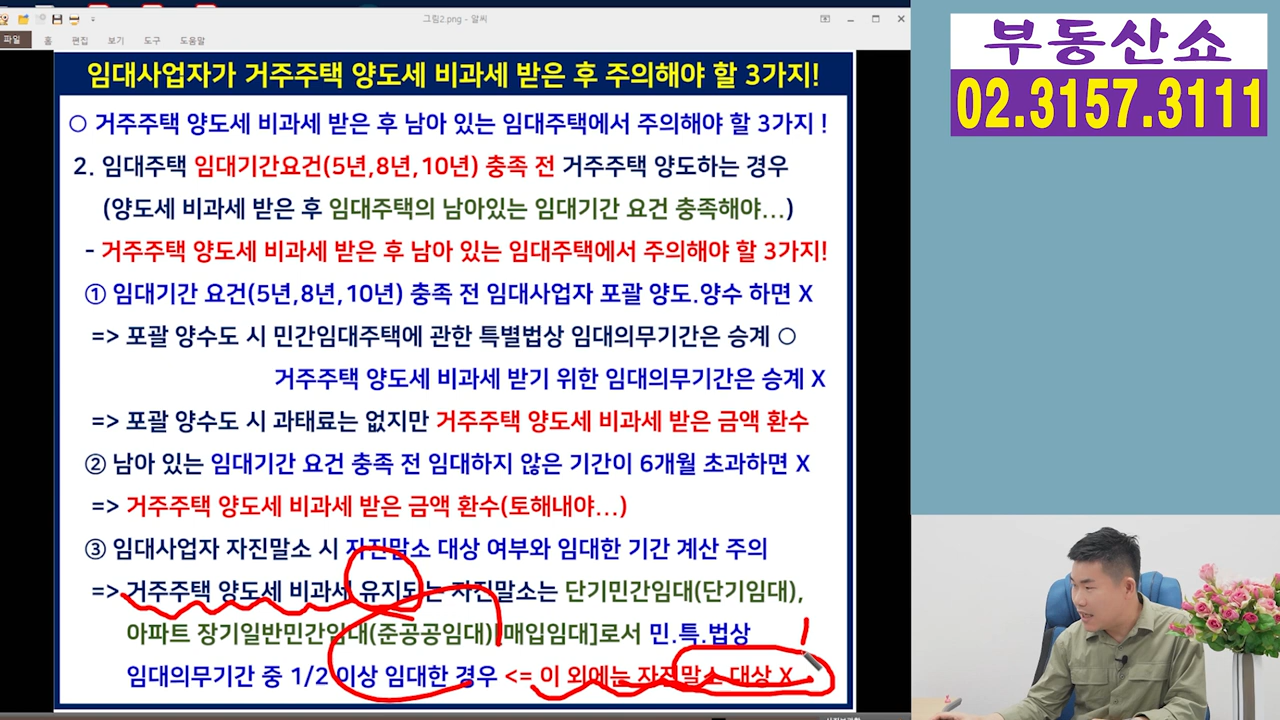 그림2.png - 알씨
파일 홈 편집 보기 도구 도움말
임대사업자가 거주주택 양도세 비과세 받은 후 주의해야 할 3가지!
○ 거주주택 양도세 비과세 받은 후 남아 있는 임대주택에서 주의해야 할 3가지 !
2. 임대주택 임대기간요건(5년,8년,10년) 충족 전 거주주택 양도하는 경우
(양도세 비과세 받은 후 임대주택의 남아있는 임대기간 요건 충족해야...)
- 거주주택 양도세 비과세 받은 후 남아 있는 임대주택에서 주의해야 할 3가지!
① 임대기간 요건(5년,8년,10년) 충족 전 임대사업자 포괄 양도.양수 하면 X
=> 포괄 양수도 시 민간임대주택에 관한 특별법상 임대의무기간은 승계 ○
거주주택 양도세 비과세 받기 위한 임대의무기간은 승계 X
=> 포괄 양수도 시 과태료는 없지만 거주주택 양도세 비과세 받은 금액 환수
② 남아 있는 임대기간 요건 충족 전 임대하지 않은 기간이 6개월 초과하면 X
=> 거주주택 양도세 비과세 받은 금액 환수(토해내야...)
③ 임대사업자 자진말소 시 자진말소 대상 여부와 임대한 기간 계산 주의
=> 거주주택 양도세 비과세 유지되는 자진말소는 단기민간임대(단기임대),
아파트 장기일반민간임대(준공공임대)[매입임대]로서 민.특.법상
임대의무기간 중 1/2 이상 임대한 경우 <= 이 외에는 자진말소 대상 X
부동산쇼
02.3157.3111